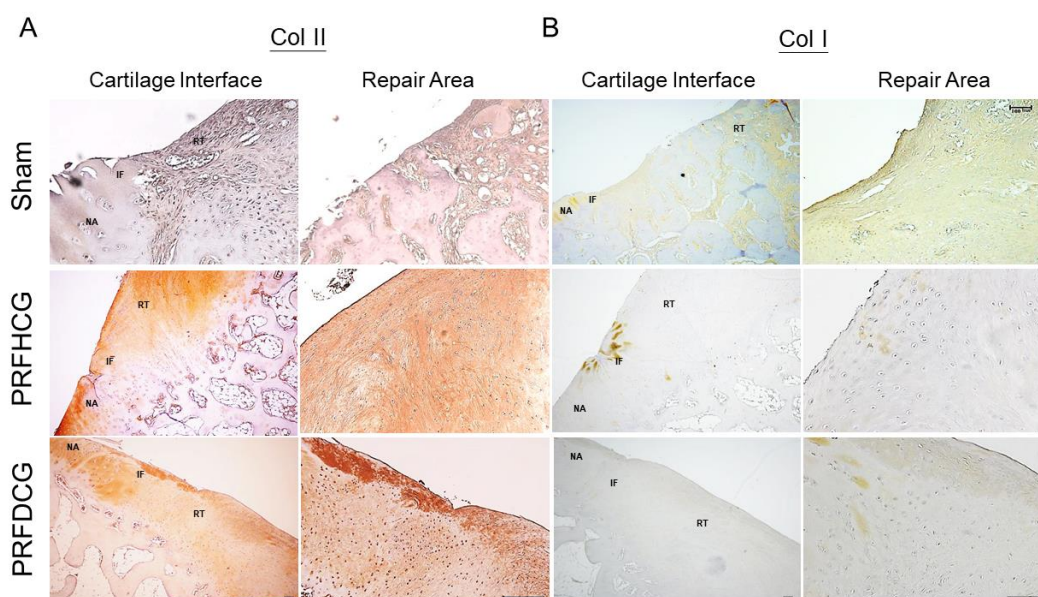 A
Col II
B
Col I
Cartilage Interface
Repair Area
Cartilage Interface
Repair Area
Sham
RT
IF
NA
RT
NA
IF
PRFHCG
RT
IF
NA
RT
IF
NA
PRFDCG
NA
IF
RT
NA
IF
RT